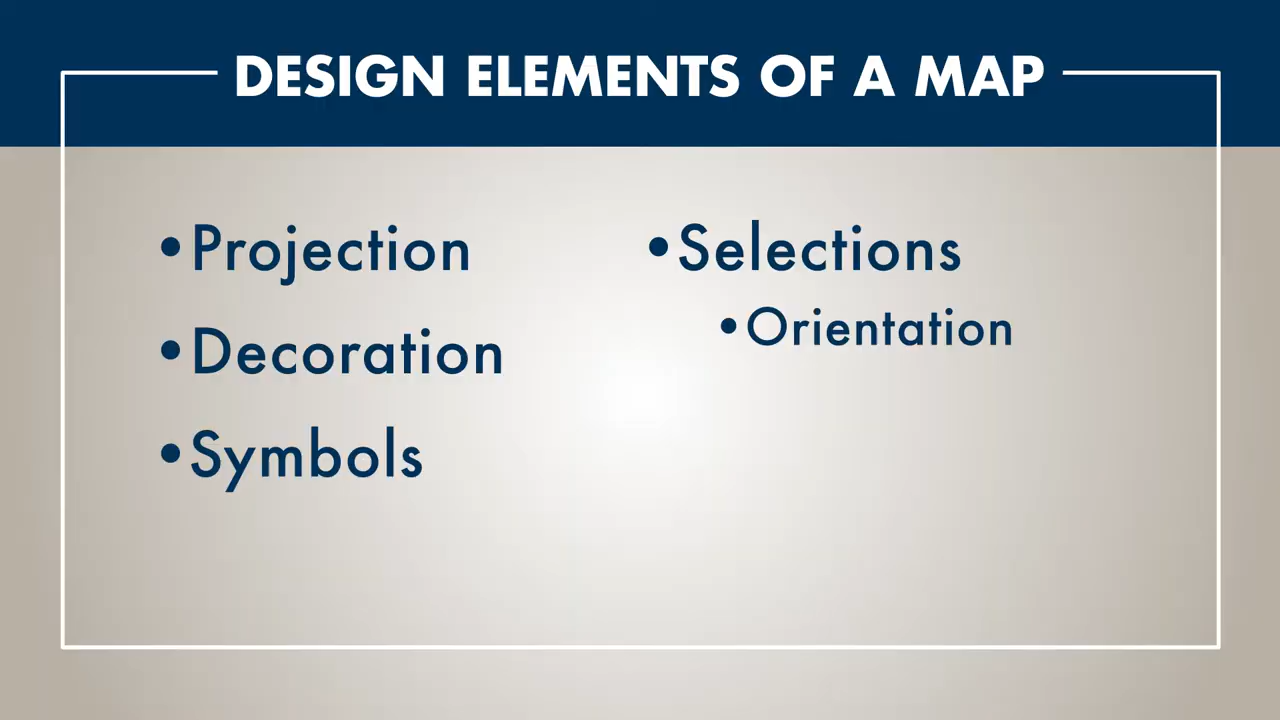 DESIGN ELEMENTS OF A MAP
•Projection
•Decoration
•Symbols
•Selections
•Orientation